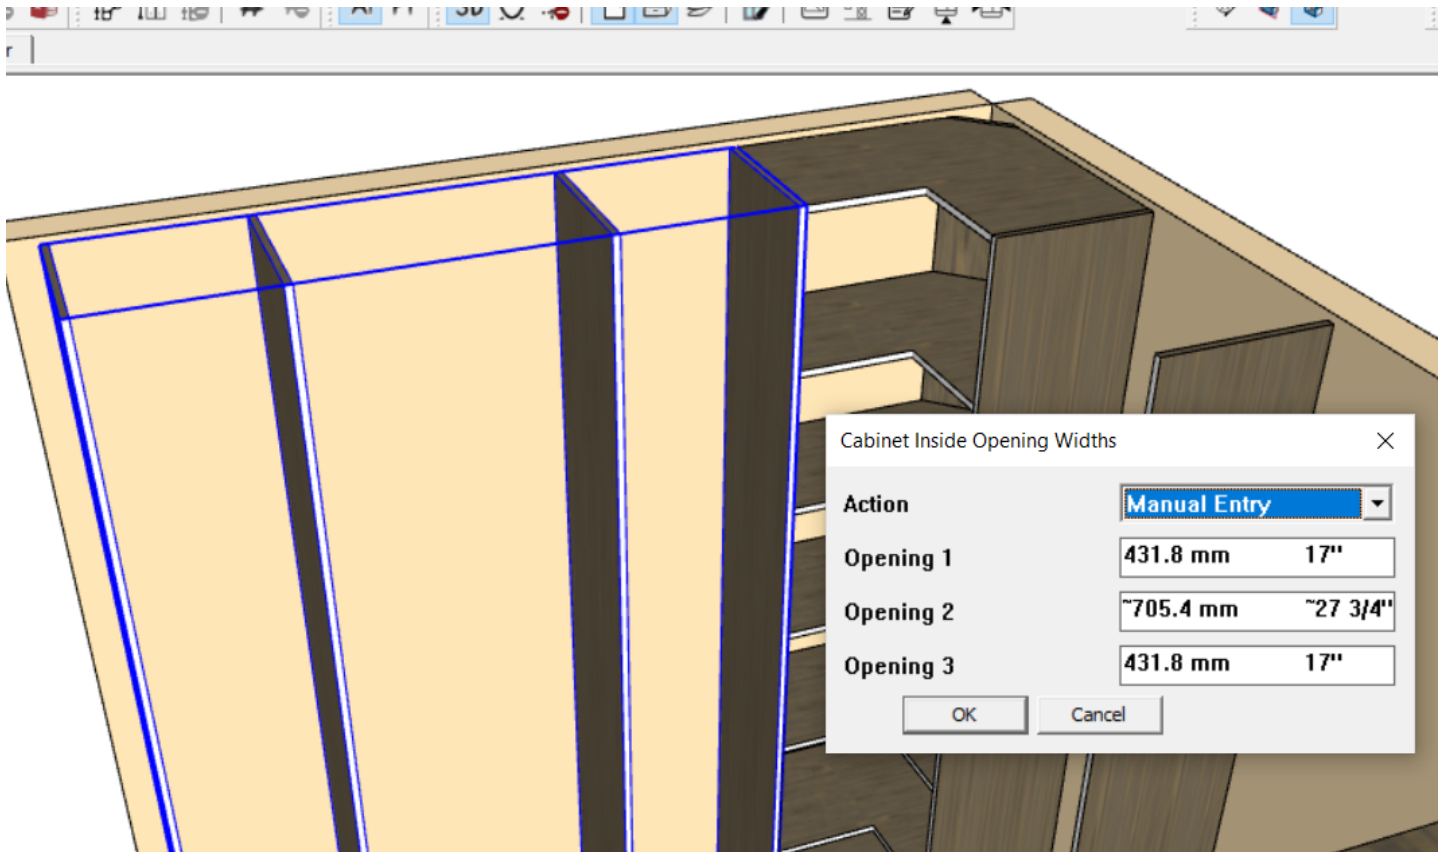 3D
r
Cabinet Inside Opening Widths
Action Manual Entry
Opening 1 431.8 mm 17"
Opening 2 ~705.4 mm ~27 3/4"
Opening 3 431.8 mm 17"
OK Cancel